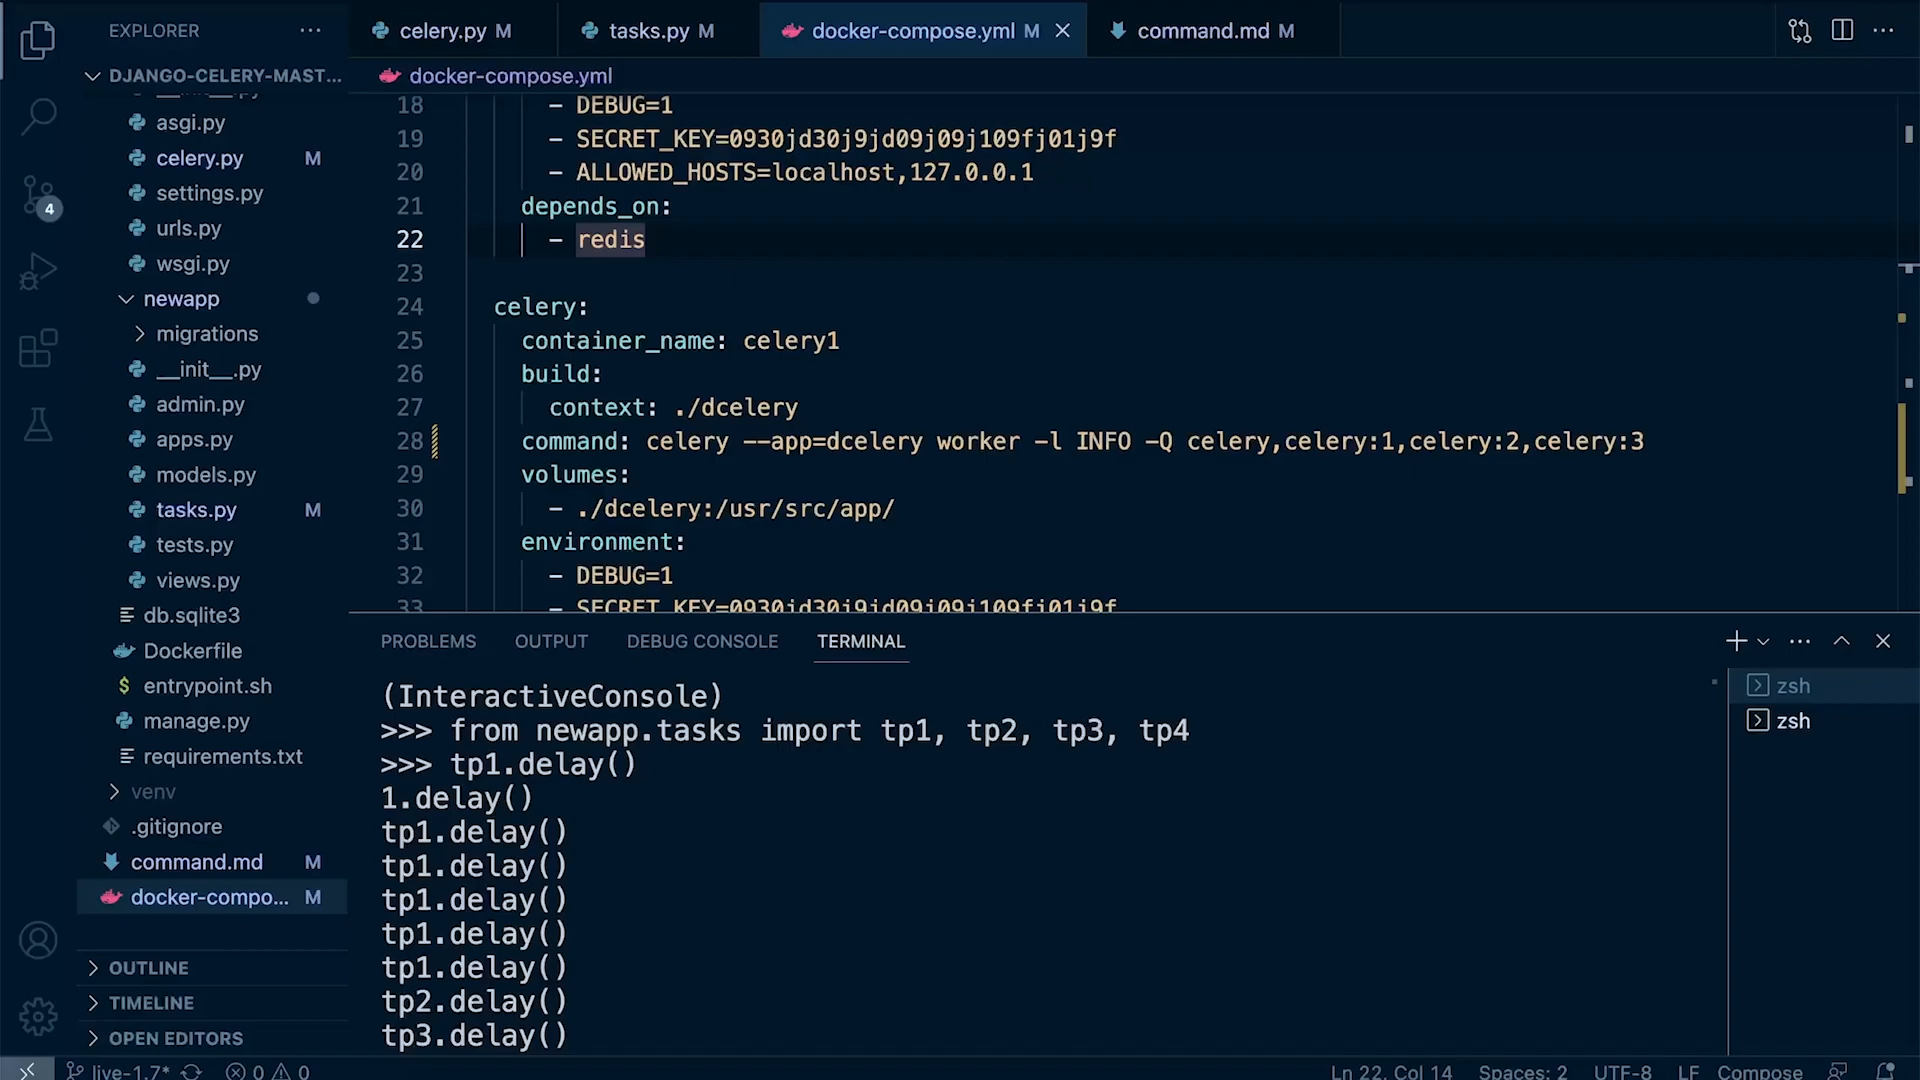 EXPLORER
DJANGO-CELERY-MAST...
asgi.py
celery.py M
settings.py
urls.py
wsgi.py
newapp
migrations
__init__.py
admin.py
apps.py
models.py
tasks.py M
tests.py
views.py
db.sqlite3
Dockerfile
$ entrypoint.sh
manage.py
requirements.txt
venv
.gitignore
command.md M
docker-compo... M
OUTLINE
TIMELINE
OPEN EDITORS
4
celery.py M
tasks.py M
docker-compose.yml M
command.md M
docker-compose.yml
18 - DEBUG=1
19 - SECRET_KEY=0930jd30j9jd09j09j109fj01j9f
20 - ALLOWED_HOSTS=localhost,127.0.0.1
21 depends_on:
22 - redis
23
24 celery:
25 container_name: celery1
26 build:
27 context: ./dcelery
28 command: celery --app=dcelery worker -l INFO -Q celery,celery:1,celery:2,celery:3
29 volumes:
30 - ./dcelery:/usr/src/app/
31 environment:
32 - DEBUG=1
33 - SECRET_KEY=0930jd30j9jd09j09j109fj01j9f
PROBLEMS
OUTPUT
DEBUG CONSOLE
TERMINAL
(InteractiveConsole)
>>> from newapp.tasks import tp1, tp2, tp3, tp4
>>> tp1.delay()
1.delay()
tp1.delay()
tp1.delay()
tp1.delay()
tp1.delay()
tp1.delay()
tp2.delay()
tp3.delay()
zsh
zsh
live-1.7*
0
0
Ln 22, Col 14
Spaces: 2
UTF-8
LF
Compose